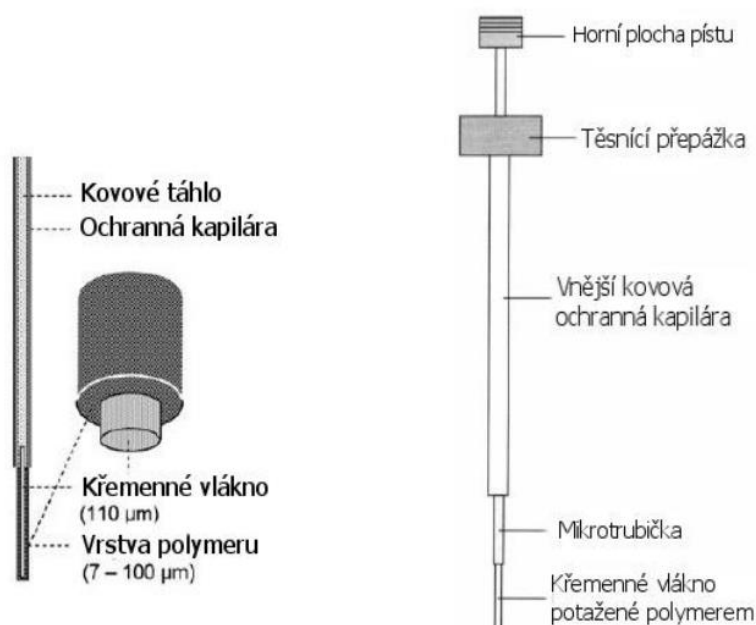 Kovové táhlo
Ochranná kapilára
Křemenné vlákno
(110 µm)
Vrstva polymeru
(7 – 100 µm)
Horní plocha pístu
Těsnící přepážka
Vnější kovová
ochranná kapilára
Mikrotrubička
Křemenné vlákno
potažené polymerem